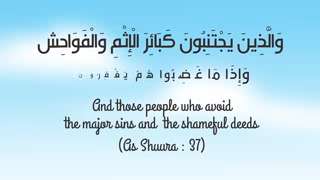 وَالَّذِينَ يَجْتَنِبُونَ كَبَائِرَ الْإِثْمِ وَالْفَوَاحِشَ
وَإِذَا مَا غَضِبُوا هُمْ يَغْفِرُونَ
And those people who avoid
the major sins and the shameful deeds
(As Shuura : 37)